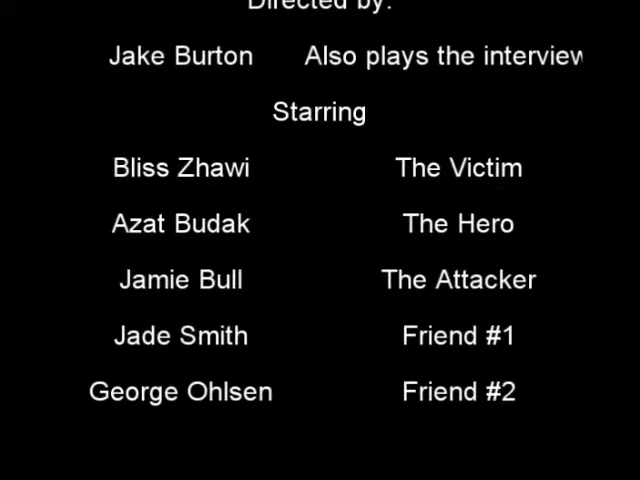 Directed by:
Jake Burton Also plays the interview
Starring
Bliss Zhawi The Victim
Azat Budak The Hero
Jamie Bull The Attacker
Jade Smith Friend #1
George Ohlsen Friend #2